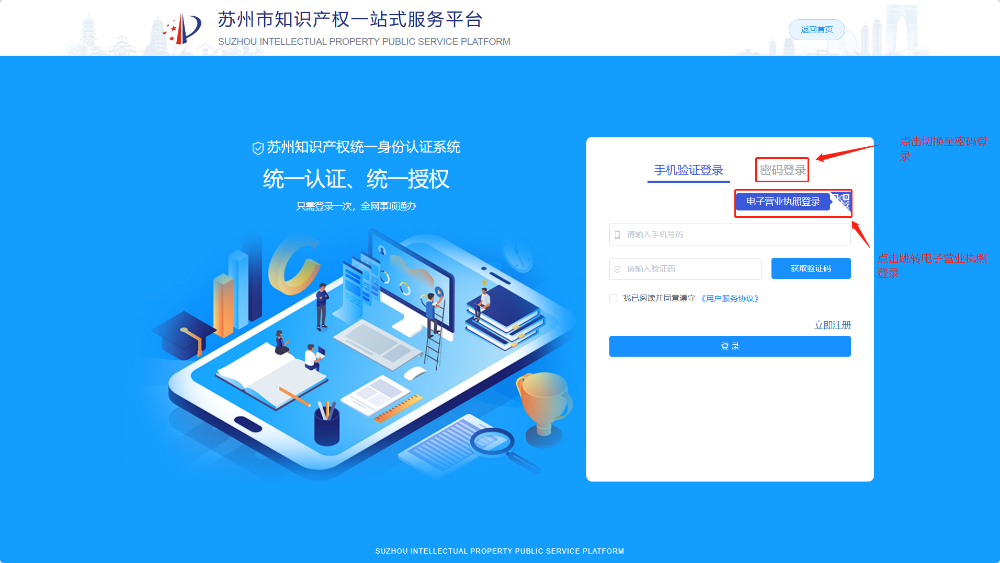 苏州市知识产权一站式服务平台
SUZHOU INTELLECTUAL PROPERTY PUBLIC SERVICE PLATFORM
返回首页
苏州知识产权统一身份认证系统
统一认证、统一授权
只需登录一次，全网事项通办
点击切换至密码登
录
手机验证登录
密码登录
电子营业执照登录
请输入手机号码
点击跳转电子营业执照
登录
请输入验证码
获取验证码
我已阅读并同意遵守《用户服务协议》
立即注册
登 录
SUZHOU INTELLECTUAL PROPERTY PUBLIC SERVICE PLATFORM